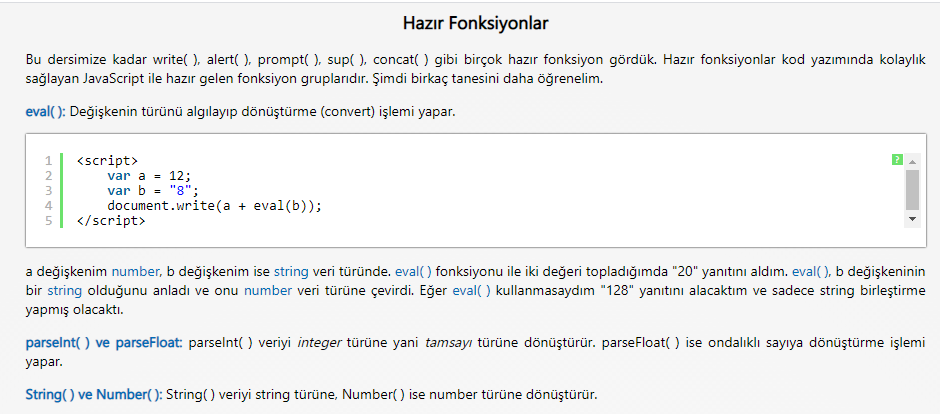 Hazır Fonksiyonlar
Bu dersimize kadar write( ), alert( ), prompt( ), sup( ), concat( ) gibi birçok hazır fonksiyon gördük. Hazır fonksiyonlar kod yazımında kolaylık
sağlayan JavaScript ile hazır gelen fonksiyon gruplarıdır. Şimdi birkaç tanesini daha öğrenelim.
eval( ): Değişkenin türünü algılayıp dönüştürme (convert) işlemi yapar.
1 <script>
2 var a = 12;
3 var b = "8";
4 document.write(a + eval(b));
5 </script>
?
a değişkenim number, b değişkenim ise string veri türünde. eval( ) fonksiyonu ile iki değeri topladığımda "20" yanıtını aldım. eval( ), b değişkeninin
bir string olduğunu anladı ve onu number veri türüne çevirdi. Eğer eval( ) kullanmasaydım "128" yanıtını alacaktım ve sadece string birleştirme
yapmış olacaktı.
parseInt( ) ve parseFloat: parseInt( ) veriyi integer türüne yani tamsayı türüne dönüştürür. parseFloat( ) ise ondalıklı sayıya dönüştürme işlemi
yapar.
String( ) ve Number( ): String( ) veriyi string türüne, Number( ) ise number türüne dönüştürür.